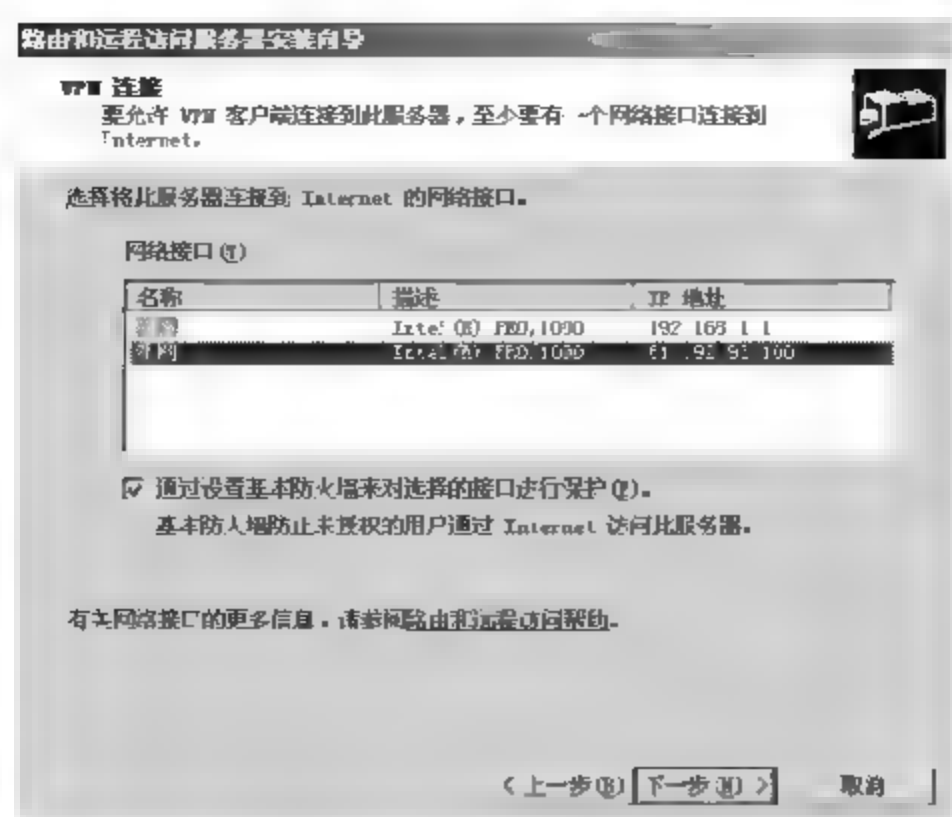 路由和远程访问服务器安装向导
VPN 连接
要允许 VPN 客户端连接到此服务器，至少要有一个网络接口连接到
Internet。
选择将此服务器连接到 Internet 的网络接口。
网络接口(T)
名称 描述 IP 地址
Intel(R) PRO/1000 192.168.1.1
外网 Intel(R) PRO/1000
☑ 通过设置基本防火墙来对选择的接口进行保护(E)。
基本防火墙防止未授权的用户通过 Internet 访问此服务器。
有关网络接口的更多信息，请参阅路由和远程访问帮助。
< 上一步(B) 下一步(N) > 取消